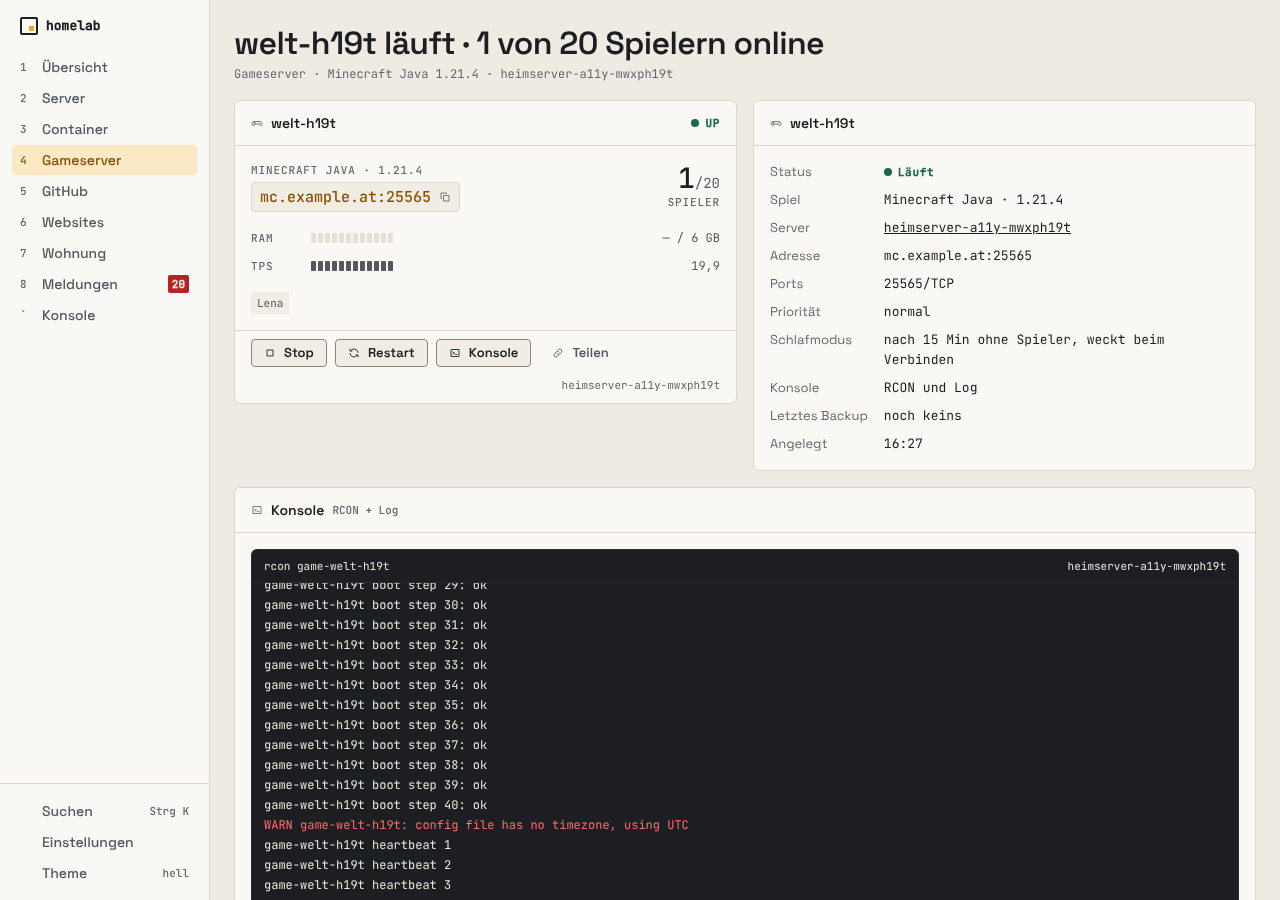 homelab
1 Übersicht
2 Server
3 Container
4 Gameserver
5 GitHub
6 Websites
7 Wohnung
8 Meldungen 20
` Konsole
Suchen Strg K
Einstellungen
Theme hell
welt-h19t läuft · 1 von 20 Spielern online
Gameserver · Minecraft Java 1.21.4 · heimserver-a11y-mwxph19t
welt-h19t UP
MINECRAFT JAVA · 1.21.4
mc.example.at:25565
1/20
SPIELER
RAM — / 6 GB
TPS 19,9
Lena
Stop Restart Konsole Teilen
heimserver-a11y-mwxph19t
welt-h19t
Status Läuft
Spiel Minecraft Java · 1.21.4
Server heimserver-a11y-mwxph19t
Adresse mc.example.at:25565
Ports 25565/TCP
Priorität normal
Schlafmodus nach 15 Min ohne Spieler, weckt beim
Verbinden
Konsole RCON und Log
Letztes Backup noch keins
Angelegt 16:27
Konsole RCON + Log
rcon game-welt-h19t heimserver-a11y-mwxph19t
game-welt-h19t boot step 29: ok
game-welt-h19t boot step 30: ok
game-welt-h19t boot step 31: ok
game-welt-h19t boot step 32: ok
game-welt-h19t boot step 33: ok
game-welt-h19t boot step 34: ok
game-welt-h19t boot step 35: ok
game-welt-h19t boot step 36: ok
game-welt-h19t boot step 37: ok
game-welt-h19t boot step 38: ok
game-welt-h19t boot step 39: ok
game-welt-h19t boot step 40: ok
WARN game-welt-h19t: config file has no timezone, using UTC
game-welt-h19t heartbeat 1
game-welt-h19t heartbeat 2
game-welt-h19t heartbeat 3